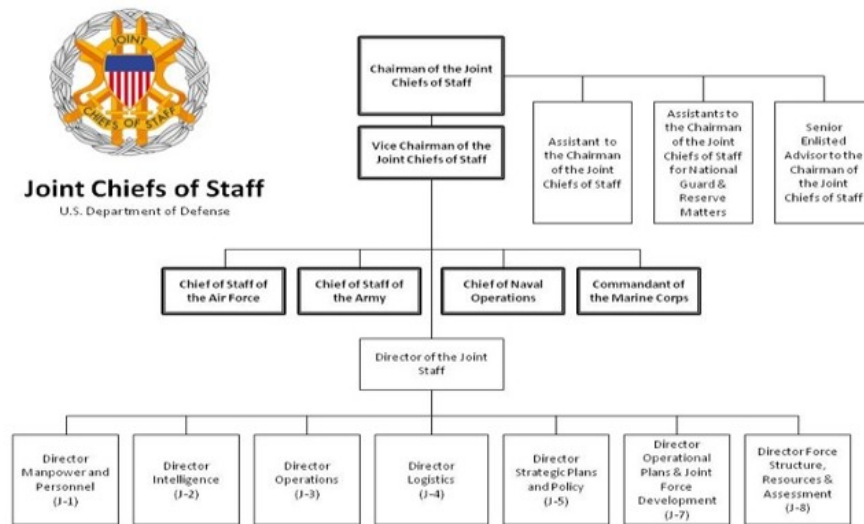 JOINT
CHIEFS OF STAFF
Joint Chiefs of Staff
U.S. Department of Defense
Chairman of the Joint
Chiefs of Staff
Vice Chairman of the
Joint Chiefs of Staff
Assistant to
the Chairman
of the Joint
Chiefs of Staff
Assistants to
the Chairman
of the Joint
Chiefs of Staff
for National
Guard &
Reserve
Matters
Senior
Enlisted
Advisor to the
Chairman of
the Joint
Chiefs of Staff
Chief of Staff of
the Air Force
Chief of Staff of
the Army
Chief of Naval
Operations
Commandant of
the Marine Corps
Director of the Joint
Staff
Director
Manpower and
Personnel
(J-1)
Director
Intelligence
(J-2)
Director
Operations
(J-3)
Director
Logistics
(J-4)
Director
Strategic Plans
and Policy
(J-5)
Director
Operational
Plans & Joint
Force
Development
(J-7)
Director Force
Structure,
Resources &
Assessment
(J-8)